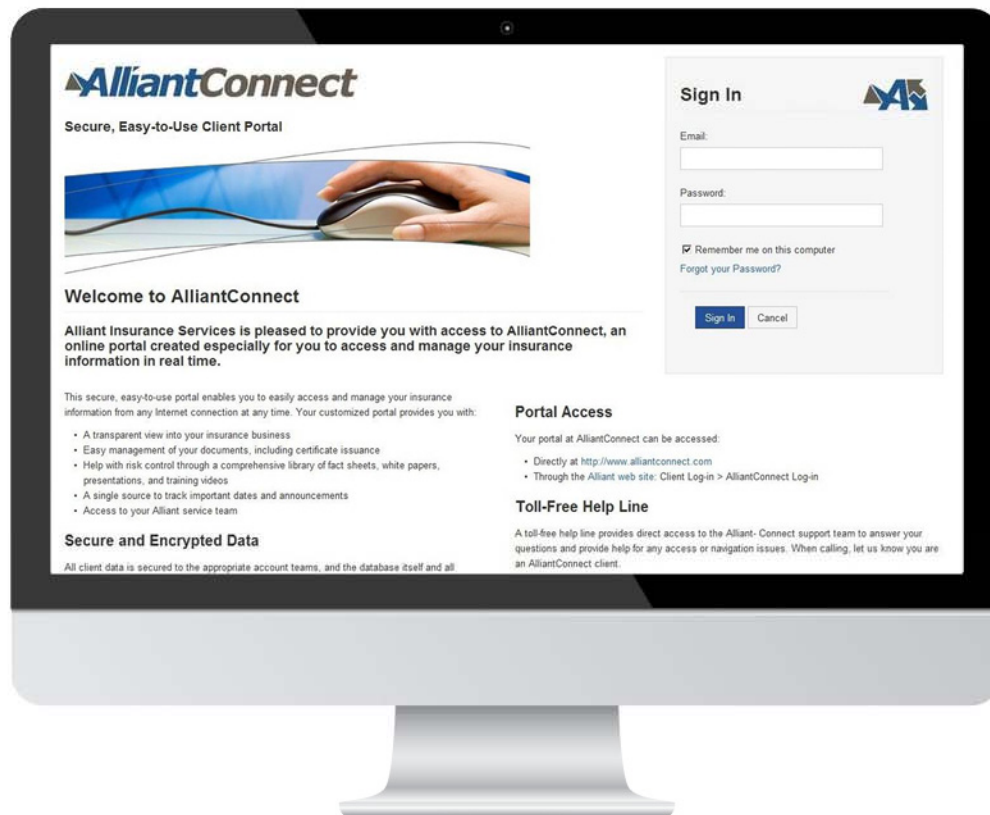 AlliantConnect
Secure, Easy-to-Use Client Portal
Welcome to AlliantConnect
Alliant Insurance Services is pleased to provide you with access to AlliantConnect, an
online portal created especially for you to access and manage your insurance
information in real time.
This secure, easy-to-use portal enables you to easily access and manage your insurance
information from any Internet connection at any time. Your customized portal provides you with:
• A transparent view into your insurance business
• Easy management of your documents, including certificate issuance
• Help with risk control through a comprehensive library of fact sheets, white papers,
presentations, and training videos
• A single source to track important dates and announcements
• Access to your Alliant service team
Secure and Encrypted Data
All client data is secured to the appropriate account teams, and the database itself and all
Sign In
Email:
Password:
Remember me on this computer
Forgot your Password?
Sign In
Cancel
Portal Access
Your portal at AlliantConnect can be accessed:
• Directly at http://www.alliantconnect.com
• Through the Alliant web site: Client Log-in > AlliantConnect Log-in
Toll-Free Help Line
A toll-free help line provides direct access to the Alliant- Connect support team to answer your
questions and provide help for any access or navigation issues. When calling, let us know you are
an AlliantConnect client.